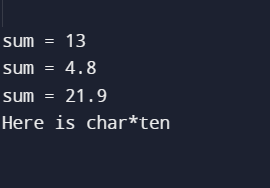 sum = 13
sum = 4.8
sum = 21.9
Here is char*ten